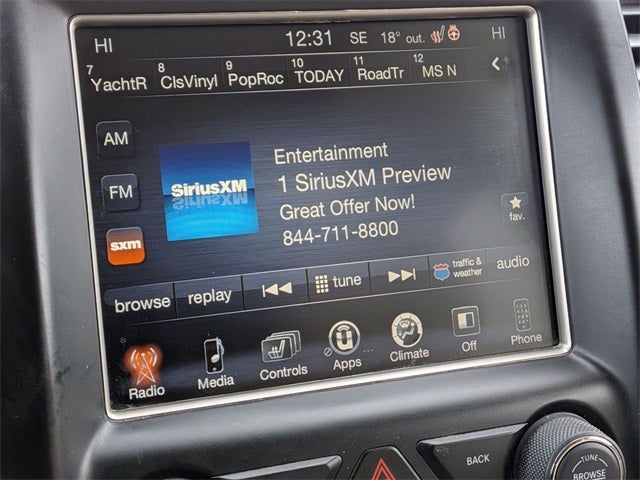 HI 12:31 SE 18° out. HI
7 YachtR 8 ClsVinyl 9 PopRoc 10 TODAY 11 RoadTr 12 MS N
AM
FM
sxm
SiriusXM
Entertainment
1 SiriusXM Preview
Great Offer Now!
844-711-8800
fav.
browse replay tune traffic & weather audio
Radio Media Controls Apps Climate Off Phone
BACK
TUNE
BROWSE